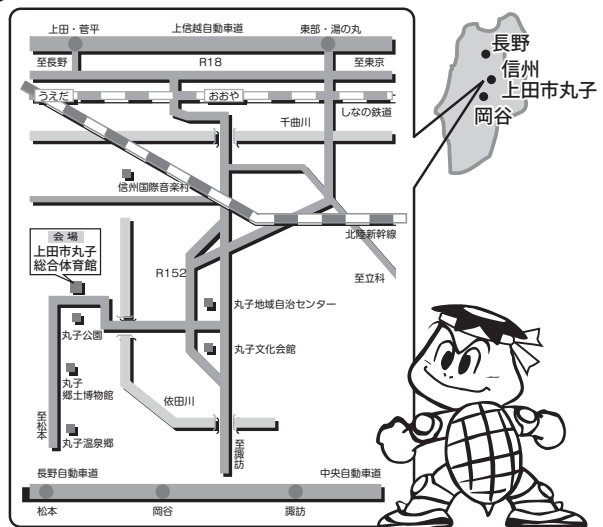 上田・菅平
上信越自動車道
東部・湯の丸
至長野
R18
至東京
うえだ
おおや
しなの鉄道
千曲川
信州国際音楽村
北陸新幹線
会場
上田市丸子
総合体育館
R152
至立科
丸子地域自治センター
丸子公園
丸子文化会館
丸子
郷土博物館
依田川
至松本
丸子温泉郷
至諏訪
長野自動車道
中央自動車道
松本
岡谷
諏訪
長野
信州
上田市丸子
岡谷